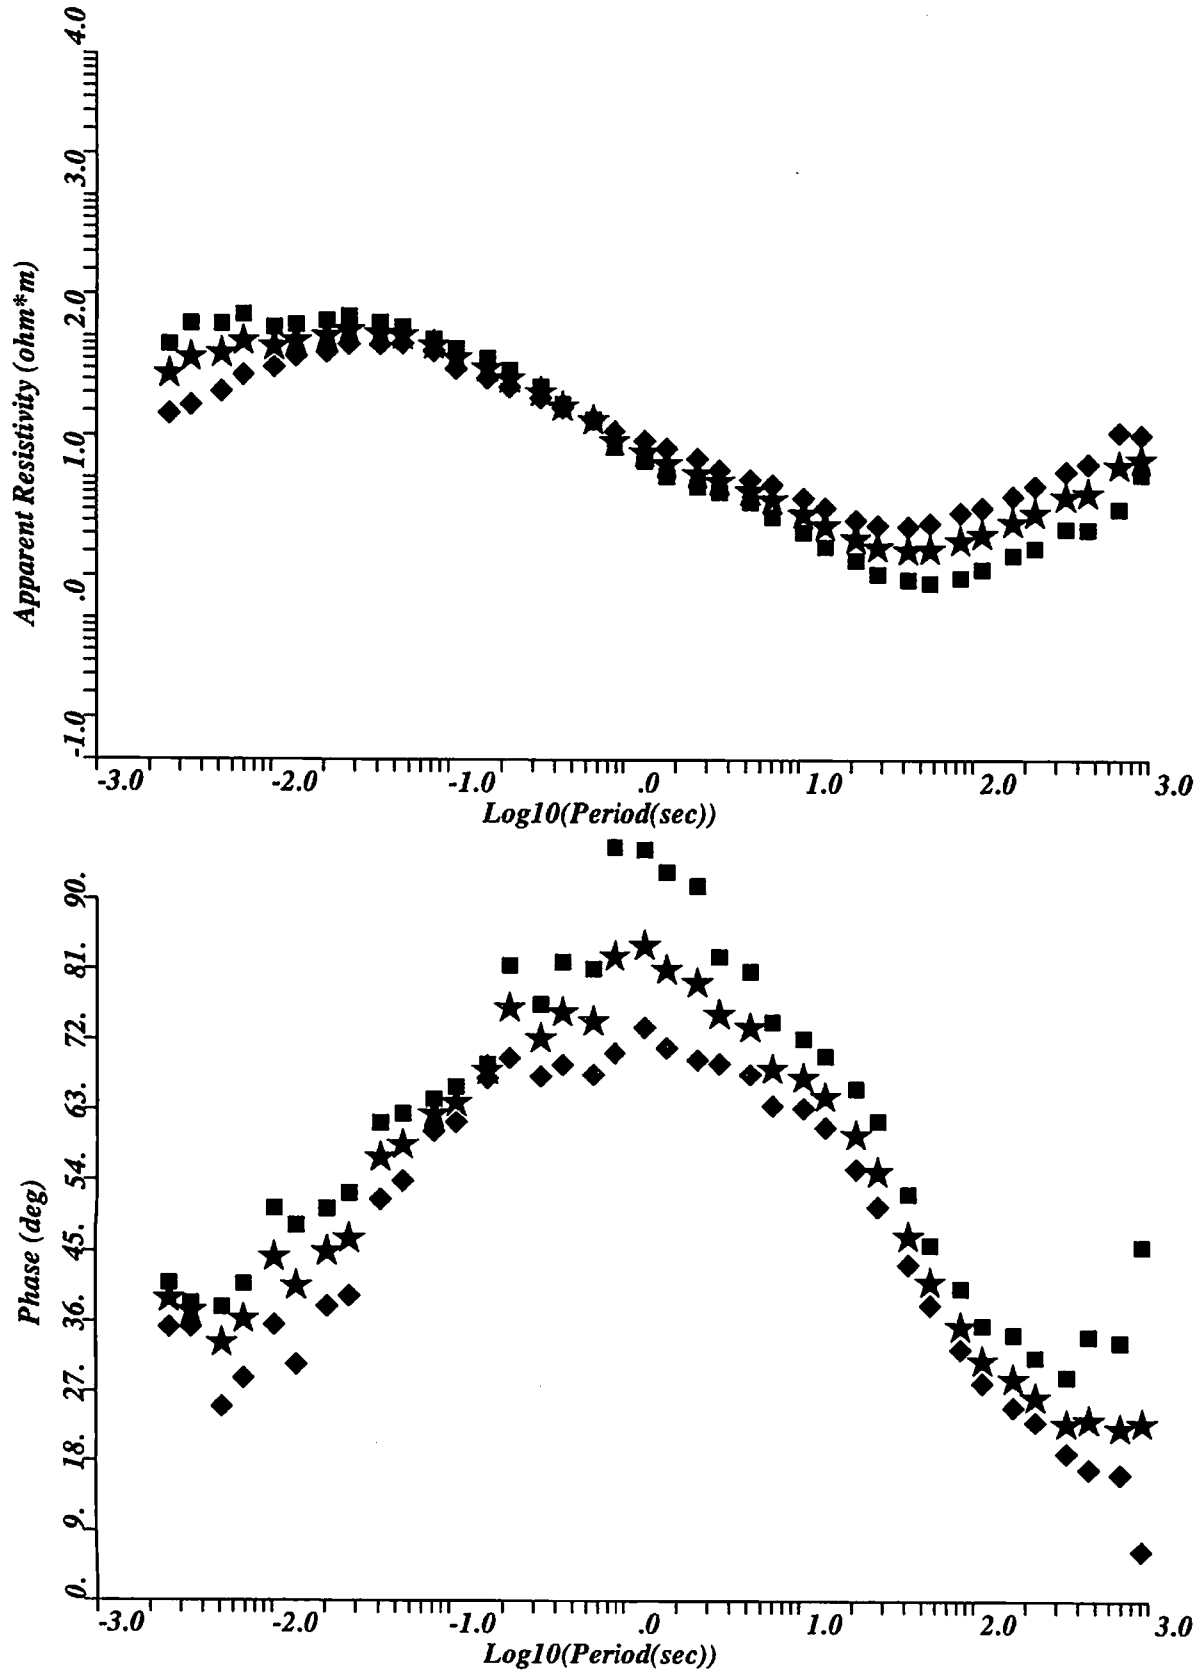 4.0
3.0
2.0
1.0
.0
-1.0
Apparent Resistivity (ohm*m)
-3.0 -2.0 -1.0 .0 1.0 2.0 3.0
Log10(Period(sec))
90.
81.
72.
63.
54.
45.
36.
27.
18.
9.
0.
Phase (deg)
-3.0 -2.0 -1.0 .0 1.0 2.0 3.0
Log10(Period(sec))